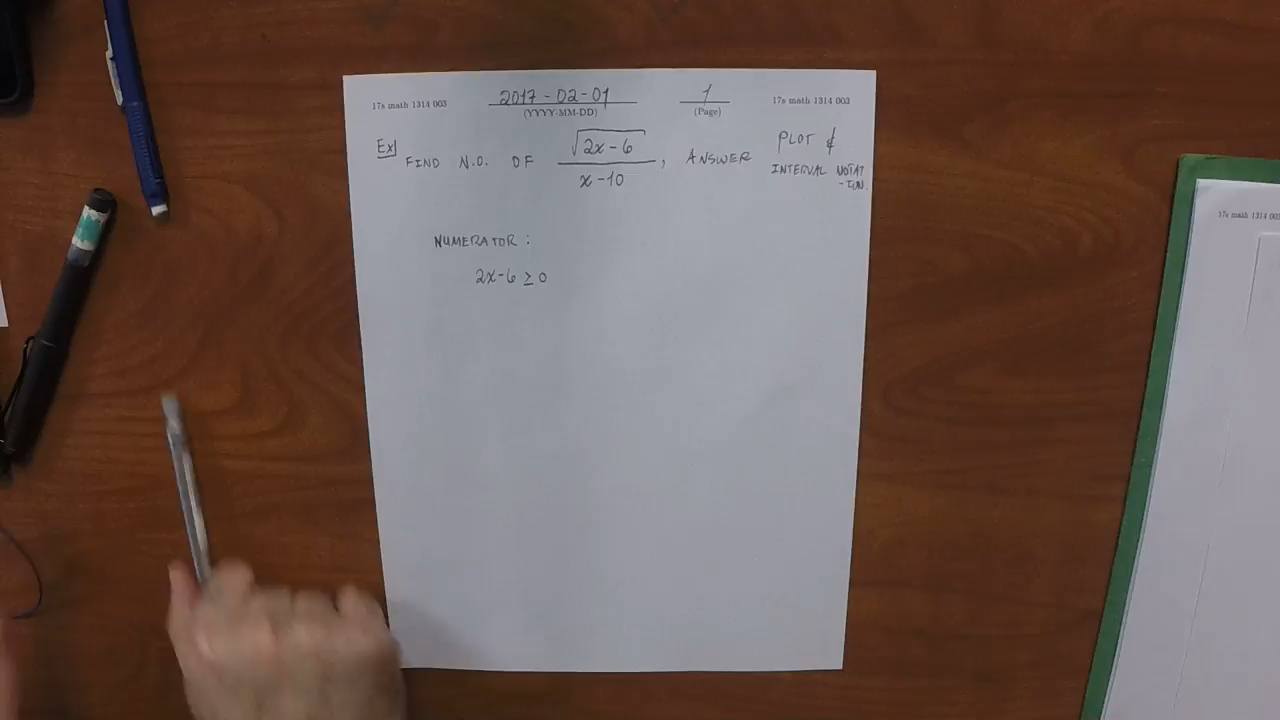 17s math 1314 003 2017-02-01 1 17s math 1314 003
(YYYY-MM-DD) (Page)
Ex] FIND N.D. OF √(2x-6)/(x-10), ANSWER PLOT &
INTERVAL NOTAT
-ION.
NUMERATOR:
2x-6 ≥ 0
17s math 1314 003